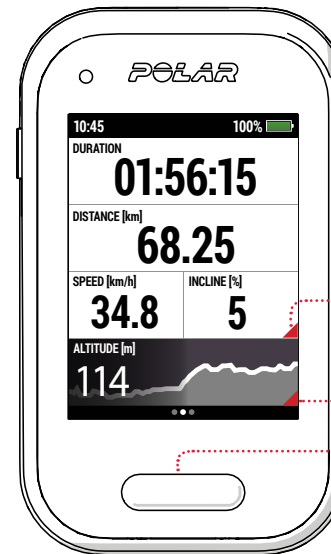 POLAR
10:45 100%
DURATION
01:56:15
DISTANCE [km]
68.25
SPEED [km/h] INCLINE [%]
34.8 5
ALTITUDE [m]
114